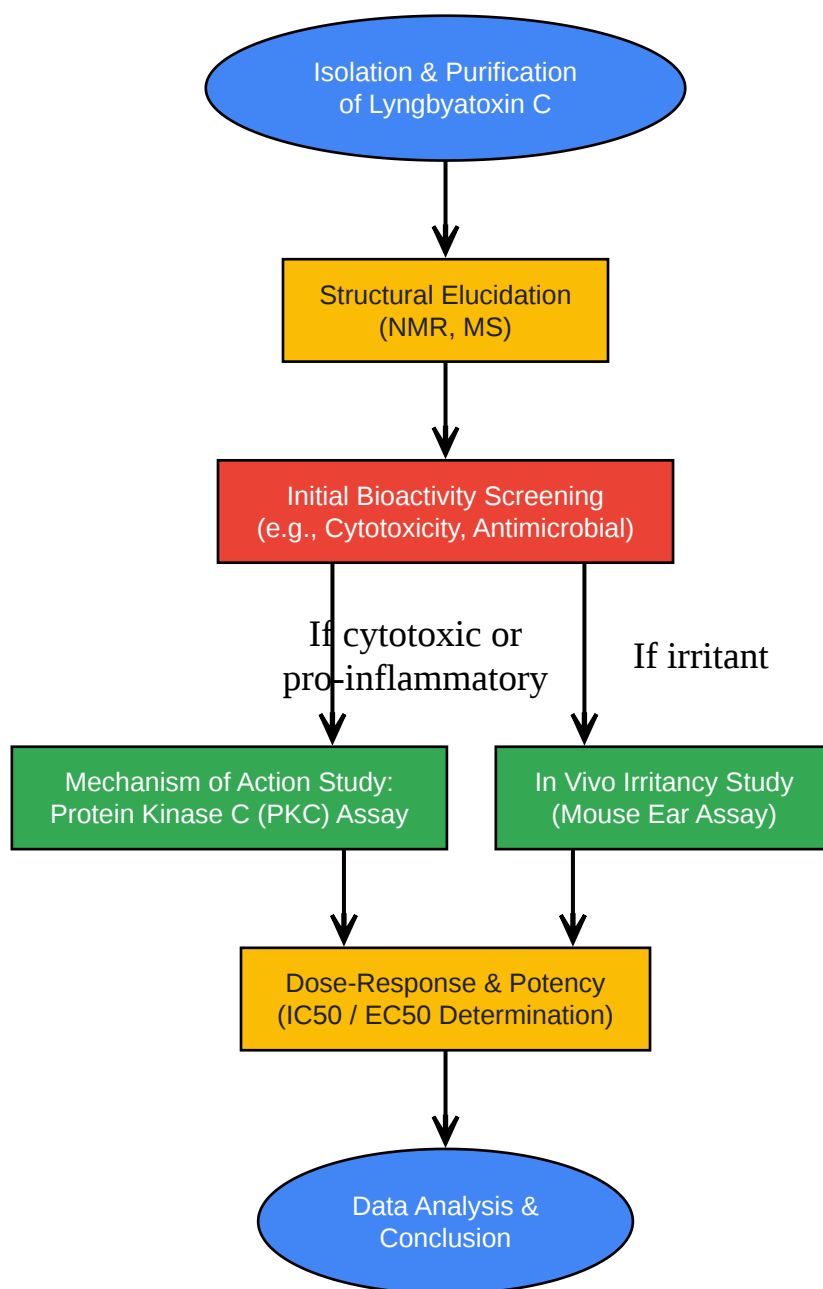 Isolation & Purification
of Lyngbyatoxin C
Structural Elucidation
(NMR, MS)
Initial Bioactivity Screening
(e.g., Cytotoxicity, Antimicrobial)
If cytotoxic or
pro-inflammatory
If irritant
Mechanism of Action Study:
Protein Kinase C (PKC) Assay
In Vivo Irritancy Study
(Mouse Ear Assay)
Dose-Response & Potency
(IC50 / EC50 Determination)
Data Analysis &
Conclusion